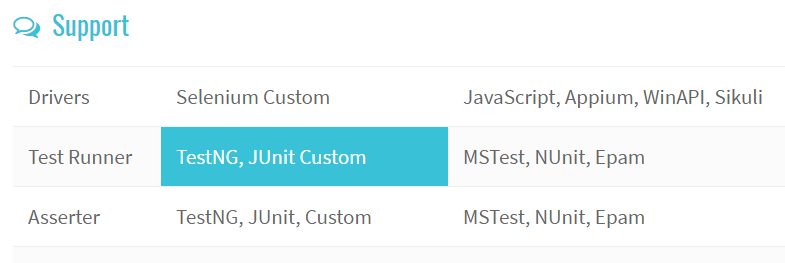 Support
Drivers Selenium Custom JavaScript, Appium, WinAPI, Sikuli
Test Runner TestNG, JUnit Custom MSTest, NUnit, Epam
Asserter TestNG, JUnit, Custom MSTest, NUnit, Epam